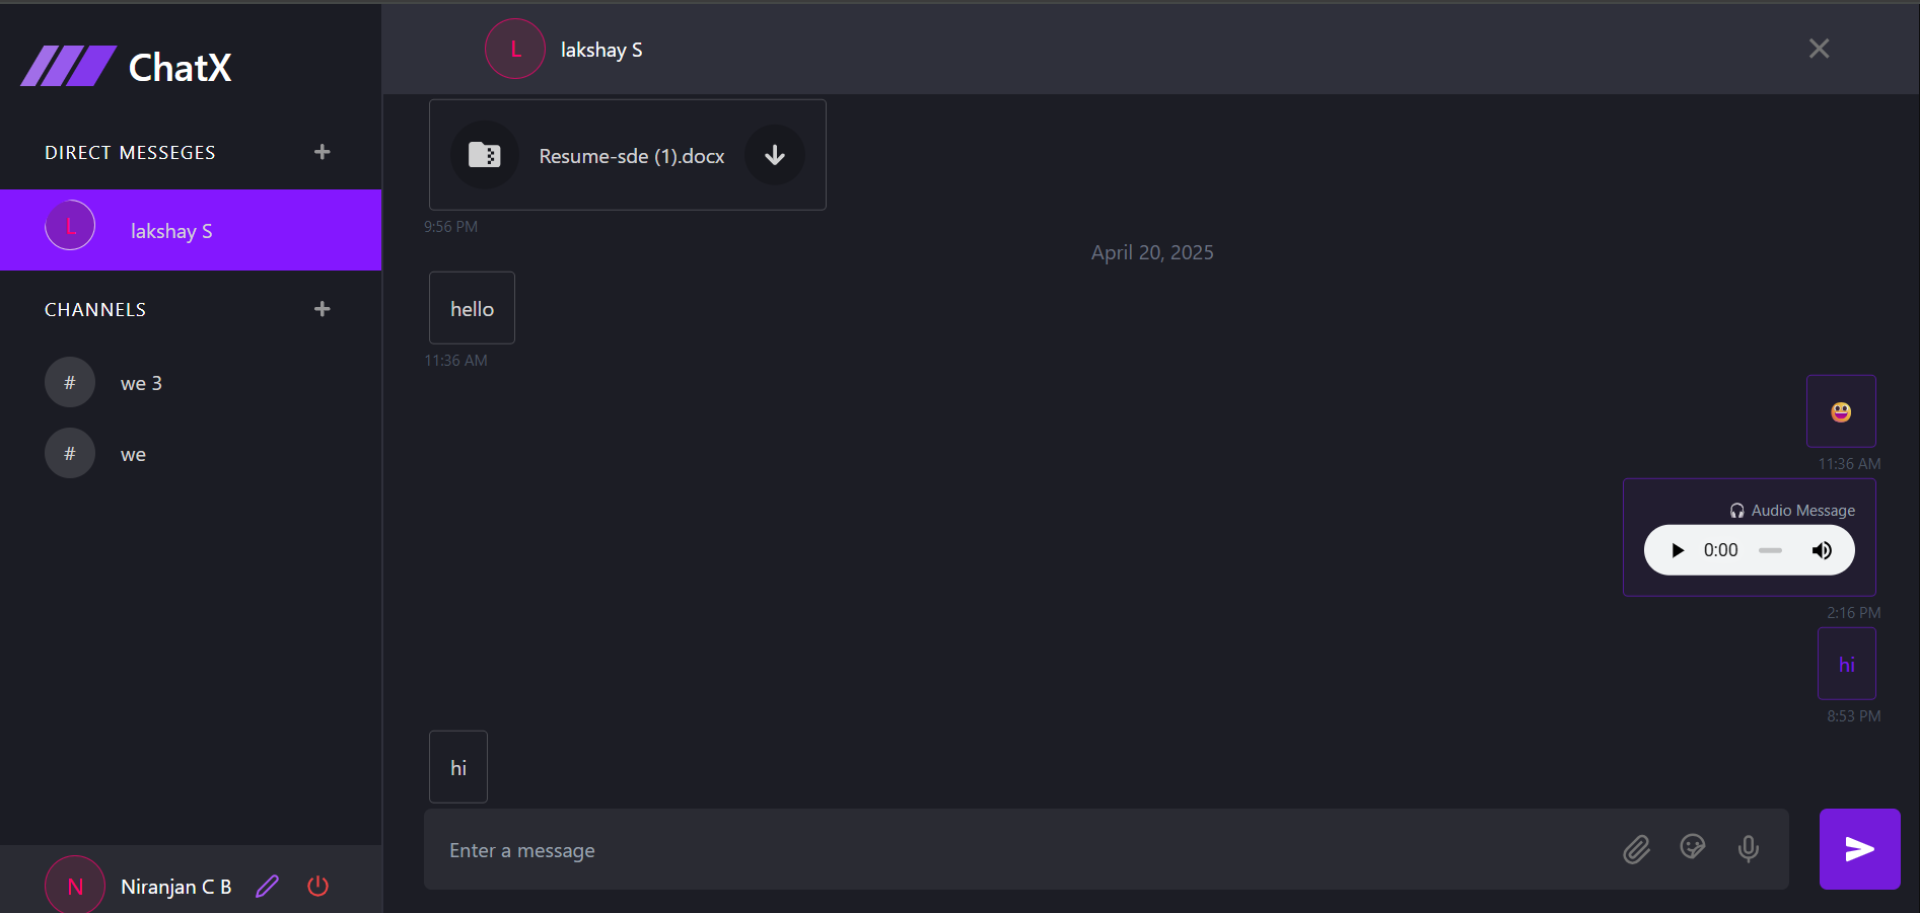 ChatX
DIRECT MESSEGES +
L lakshay S
CHANNELS +
# we 3
# we
N Niranjan C B
L lakshay S
Resume-sde (1).docx
9:56 PM
April 20, 2025
hello
11:36 AM
11:36 AM
Audio Message
0:00
2:16 PM
hi
8:53 PM
hi
Enter a message